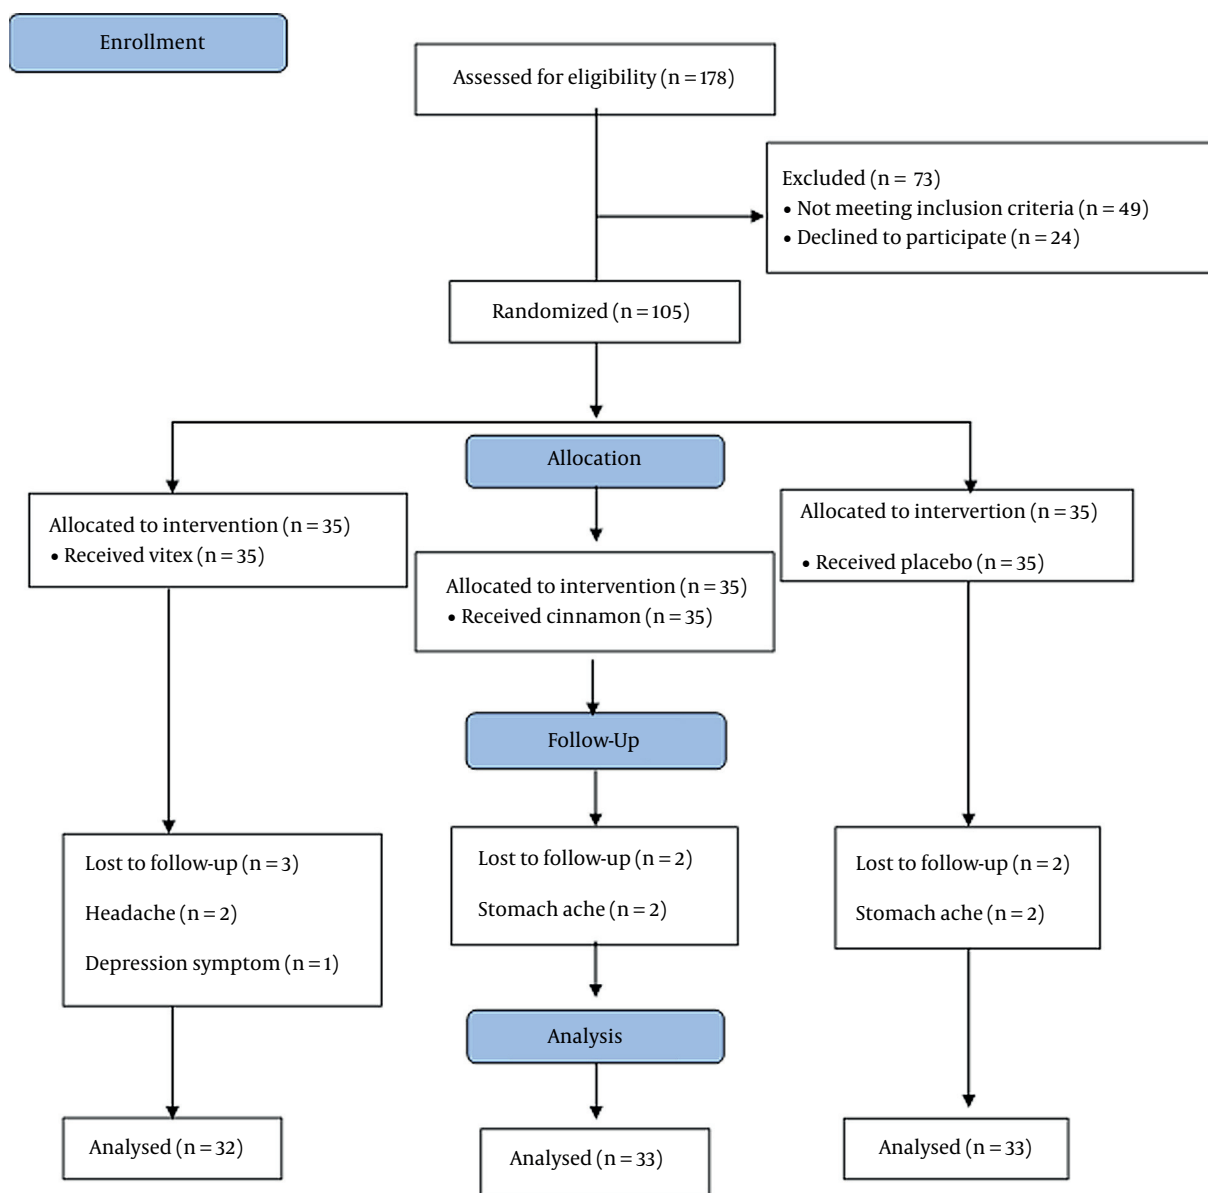 Enrollment
Assessed for eligibility (n = 178)
Excluded (n = 73)
• Not meeting inclusion criteria (n = 49)
• Declined to participate (n = 24)
Randomized (n = 105)
Allocation
Allocated to intervention (n = 35)
• Received vitex (n = 35)
Allocated to intervention (n = 35)
• Received cinnamon (n = 35)
Allocated to intervertion (n = 35)
• Received placebo (n = 35)
Follow-Up
Lost to follow-up (n = 3)
Headache (n = 2)
Depression symptom (n = 1)
Lost to follow-up (n = 2)
Stomach ache (n = 2)
Lost to follow-up (n = 2)
Stomach ache (n = 2)
Analysis
Analysed (n = 32)
Analysed (n = 33)
Analysed (n = 33)